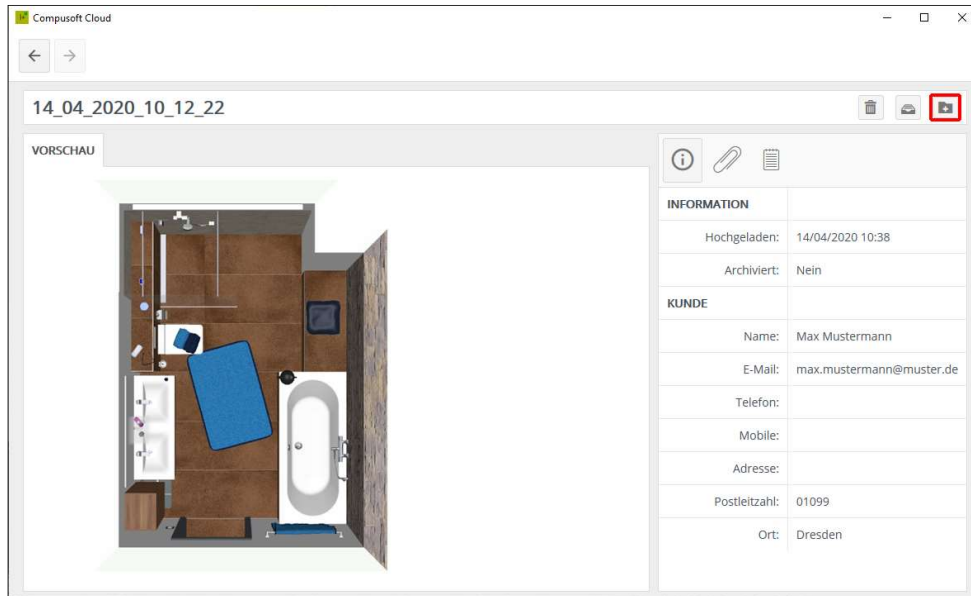 Compusoft Cloud
14_04_2020_10_12_22
VORSCHAU
INFORMATION
Hochgeladen: 14/04/2020 10:38
Archiviert: Nein
KUNDE
Name: Max Mustermann
E-Mail: max.mustermann@muster.de
Telefon:
Mobile:
Adresse:
Postleitzahl: 01099
Ort: Dresden